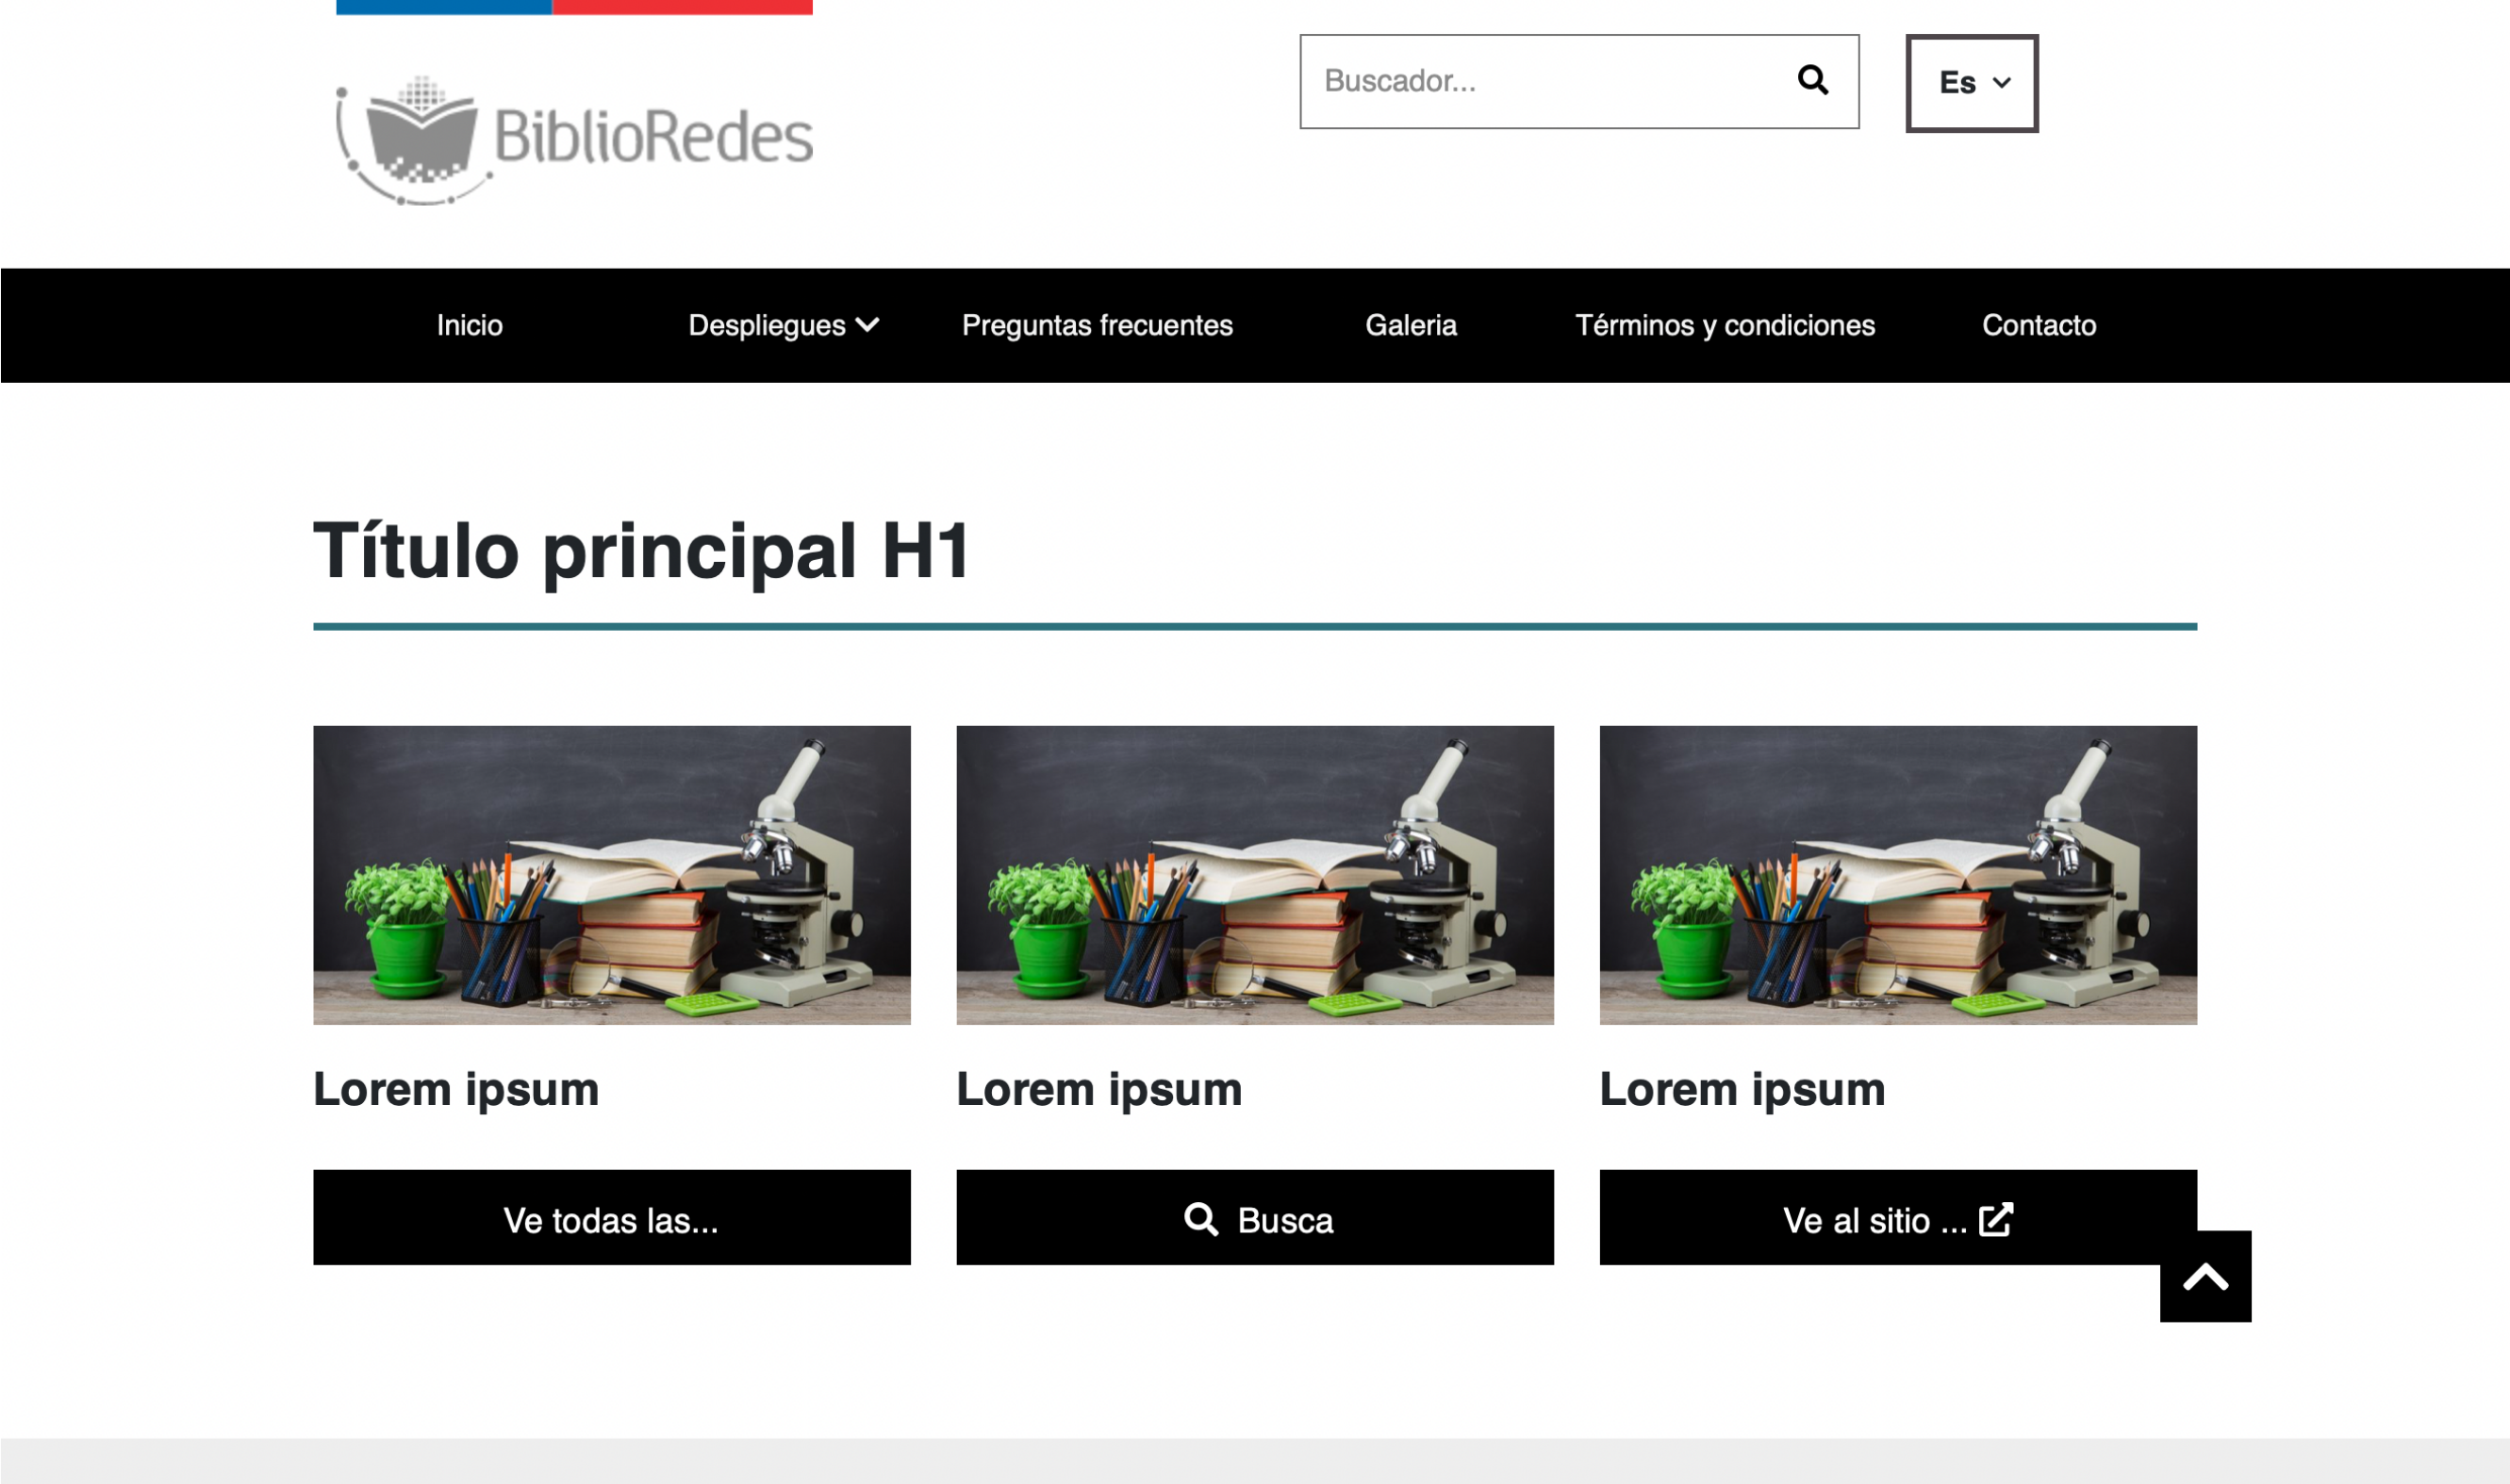 BiblioRedes
Buscador...
Es
Inicio
Despliegues
Preguntas frecuentes
Galeria
Términos y condiciones
Contacto
Título principal H1
Lorem ipsum
Lorem ipsum
Lorem ipsum
Ve todas las...
Busca
Ve al sitio ...